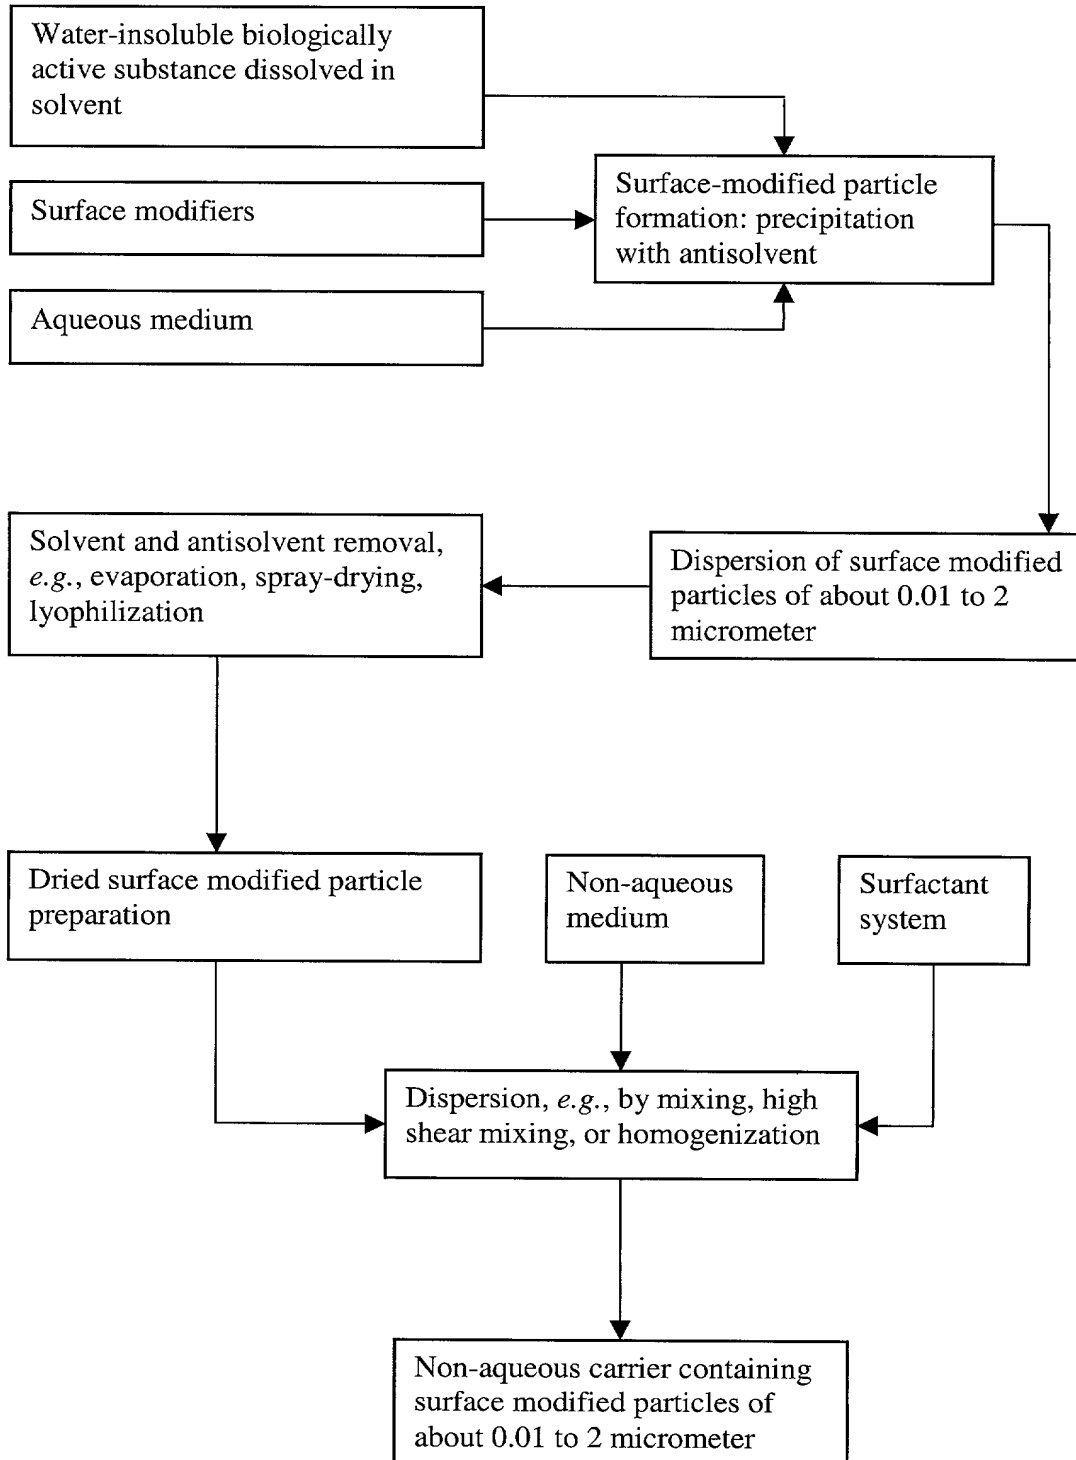 Water-insoluble biologically
active substance dissolved in
solvent
Surface modifiers
Aqueous medium
Surface-modified particle
formation: precipitation
with antisolvent
Dispersion of surface modified
particles of about 0.01 to 2
micrometer
Solvent and antisolvent removal,
e.g., evaporation, spray-drying,
lyophilization
Dried surface modified particle
preparation
Non-aqueous
medium
Surfactant
system
Dispersion, e.g., by mixing, high
shear mixing, or homogenization
Non-aqueous carrier containing
surface modified particles of
about 0.01 to 2 micrometer